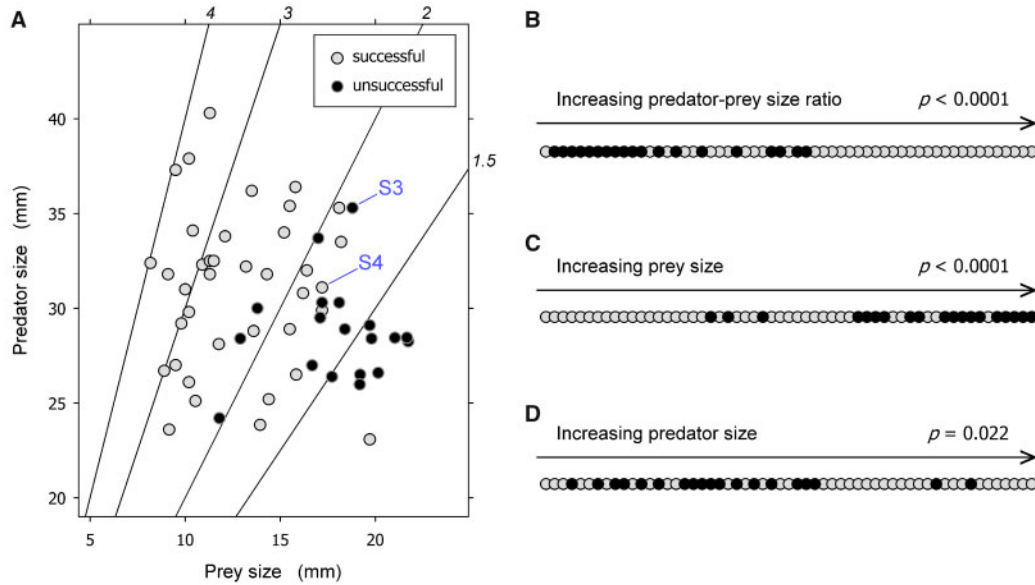 A
4
3
2
1.5
successful
unsuccessful
S3
S4
40
35
30
25
20
Predator size (mm)
5
10
15
20
Prey size (mm)
B
Increasing predator-prey size ratio
p < 0.0001
C
Increasing prey size
p < 0.0001
D
Increasing predator size
p = 0.022